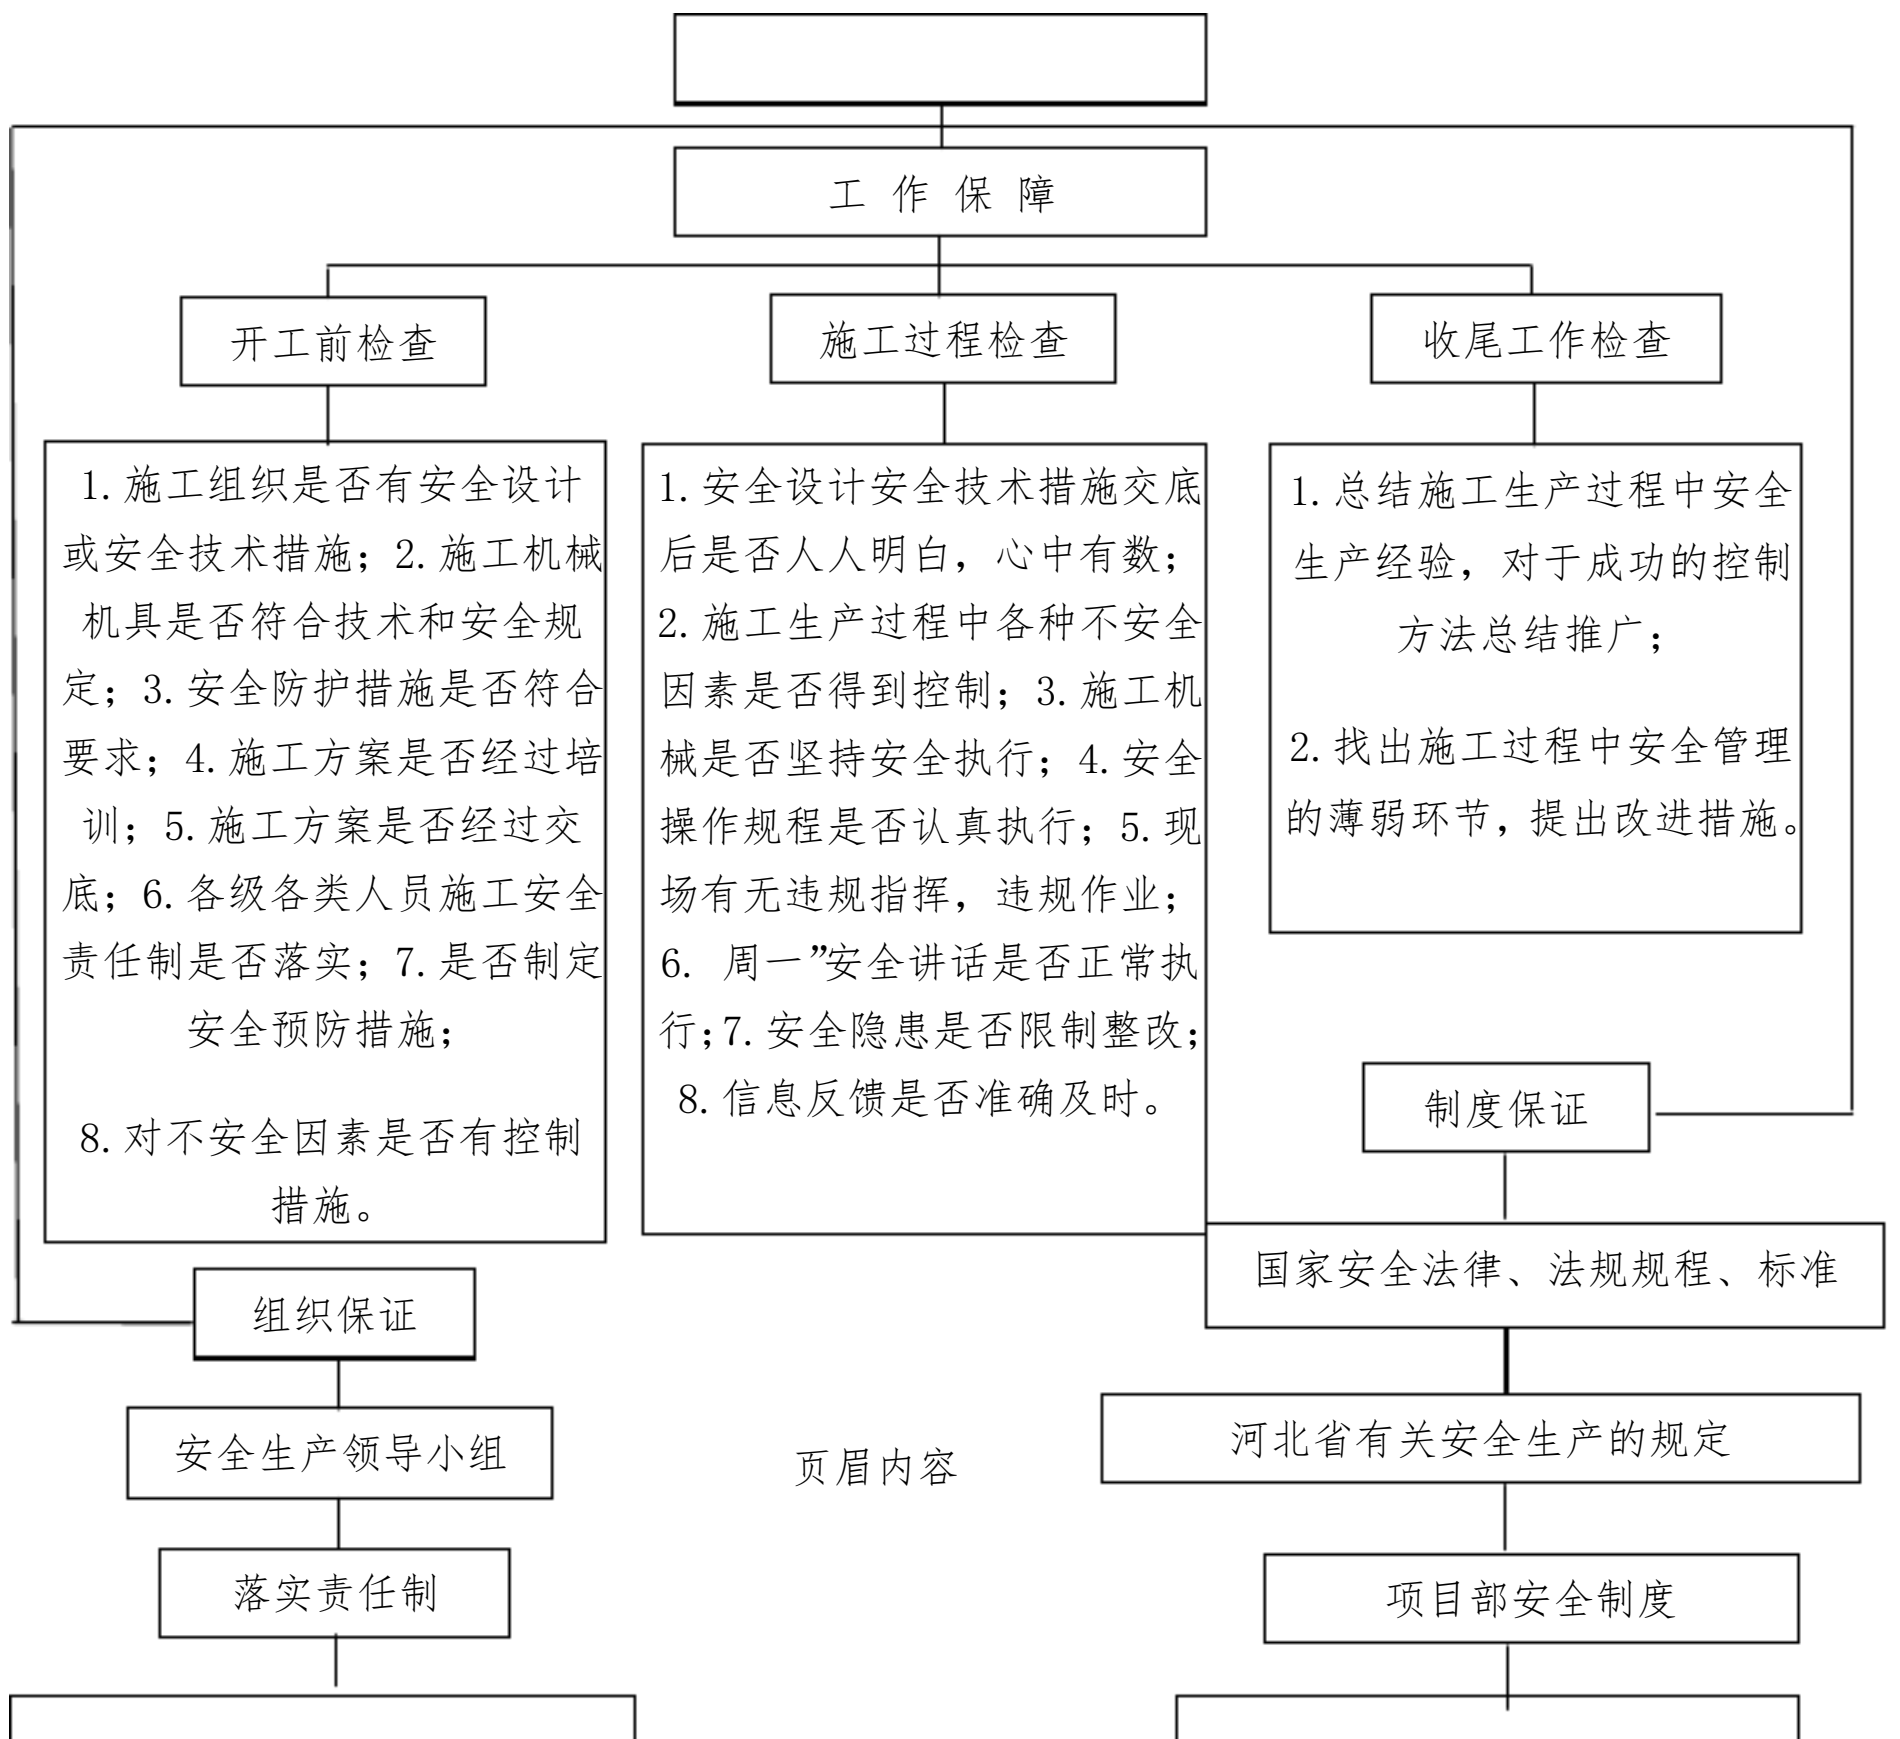 工作保障
开工前检查
施工过程检查
收尾工作检查
1.施工组织是否有安全设计
或安全技术措施；2.施工机械
机具是否符合技术和安全规
定；3.安全防护措施是否符合
要求；4.施工方案是否经过培
训；5.施工方案是否经过交
底；6.各级各类人员施工安全
责任制是否落实；7.是否制定
安全预防措施；
8.对不安全因素是否有控制
措施。
1.安全设计安全技术措施交底
后是否人人明白，心中有数；
2.施工生产过程中各种不安全
因素是否得到控制；3.施工机
械是否坚持安全执行；4.安全
操作规程是否认真执行；5.现
场有无违规指挥，违规作业；
6. 周一”安全讲话是否正常执
行；7.安全隐患是否限制整改；
8.信息反馈是否准确及时。
1.总结施工生产过程中安全
生产经验，对于成功的控制
方法总结推广；
2.找出施工过程中安全管理
的薄弱环节，提出改进措施。
制度保证
国家安全法律、法规规程、标准
组织保证
河北省有关安全生产的规定
安全生产领导小组
页眉内容
落实责任制
项目部安全制度